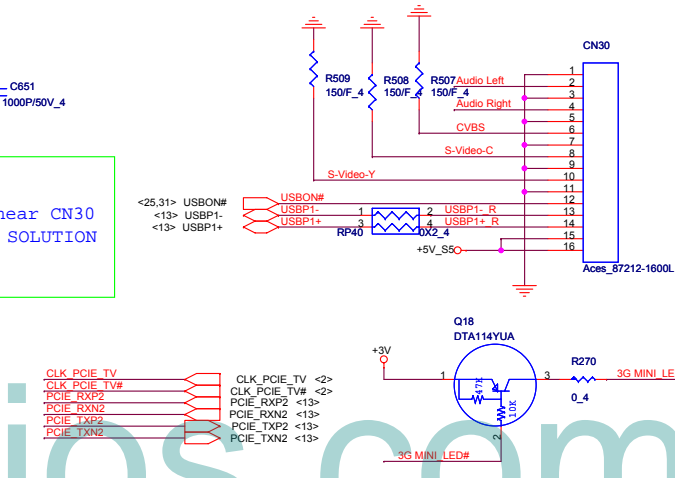 CN30
C651
1000P/50V_4
R509
150/F_4
R508
150/F_4
R507
150/F_4
Audio Left
Audio Right
CVBS
S-Video-C
S-Video-Y
1
2
3
4
5
6
7
8
9
10
11
12
13
14
15
16
near CN30
SOLUTION
<25,31> USBON#
<13> USBP1-
<13> USBP1+
USBON#
USBP1-
USBP1+
1
3
2
4
USBP1-_R
USBP1+_R
RP40
0X2_4
+5V_S5
Aces_87212-1600L
Q18
DTA114YUA
+3V
1
3
2
47K
10K
R270
0_4
3G MINI_LE
3G MINI_LED#
CLK_PCIE_TV
CLK_PCIE_TV#
PCIE_RXP2
PCIE_RXN2
PCIE_TXP2
PCIE_TXN2
CLK_PCIE_TV <2>
CLK_PCIE_TV# <2>
PCIE_RXP2 <13>
PCIE_RXN2 <13>
PCIE_TXP2 <13>
PCIE_TXN2 <13>
ios.com